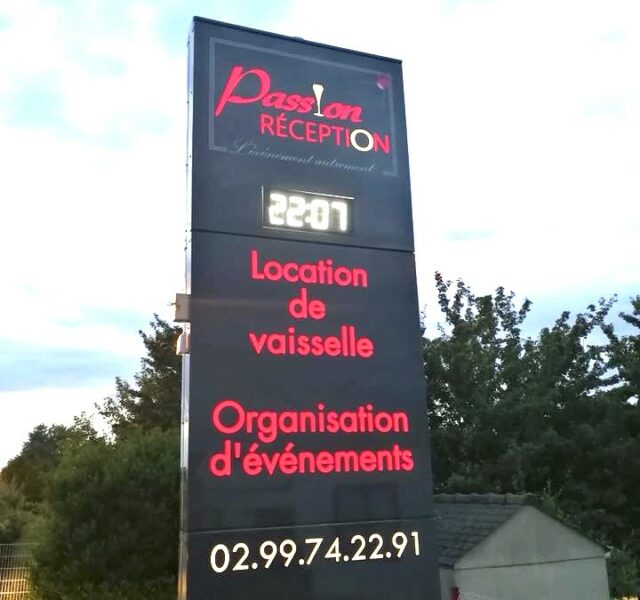 Passion
RÉCEPTION
L'événement autrement
22:07
Location
de
vaisselle
Organisation
d'événements
02.99.74.22.91